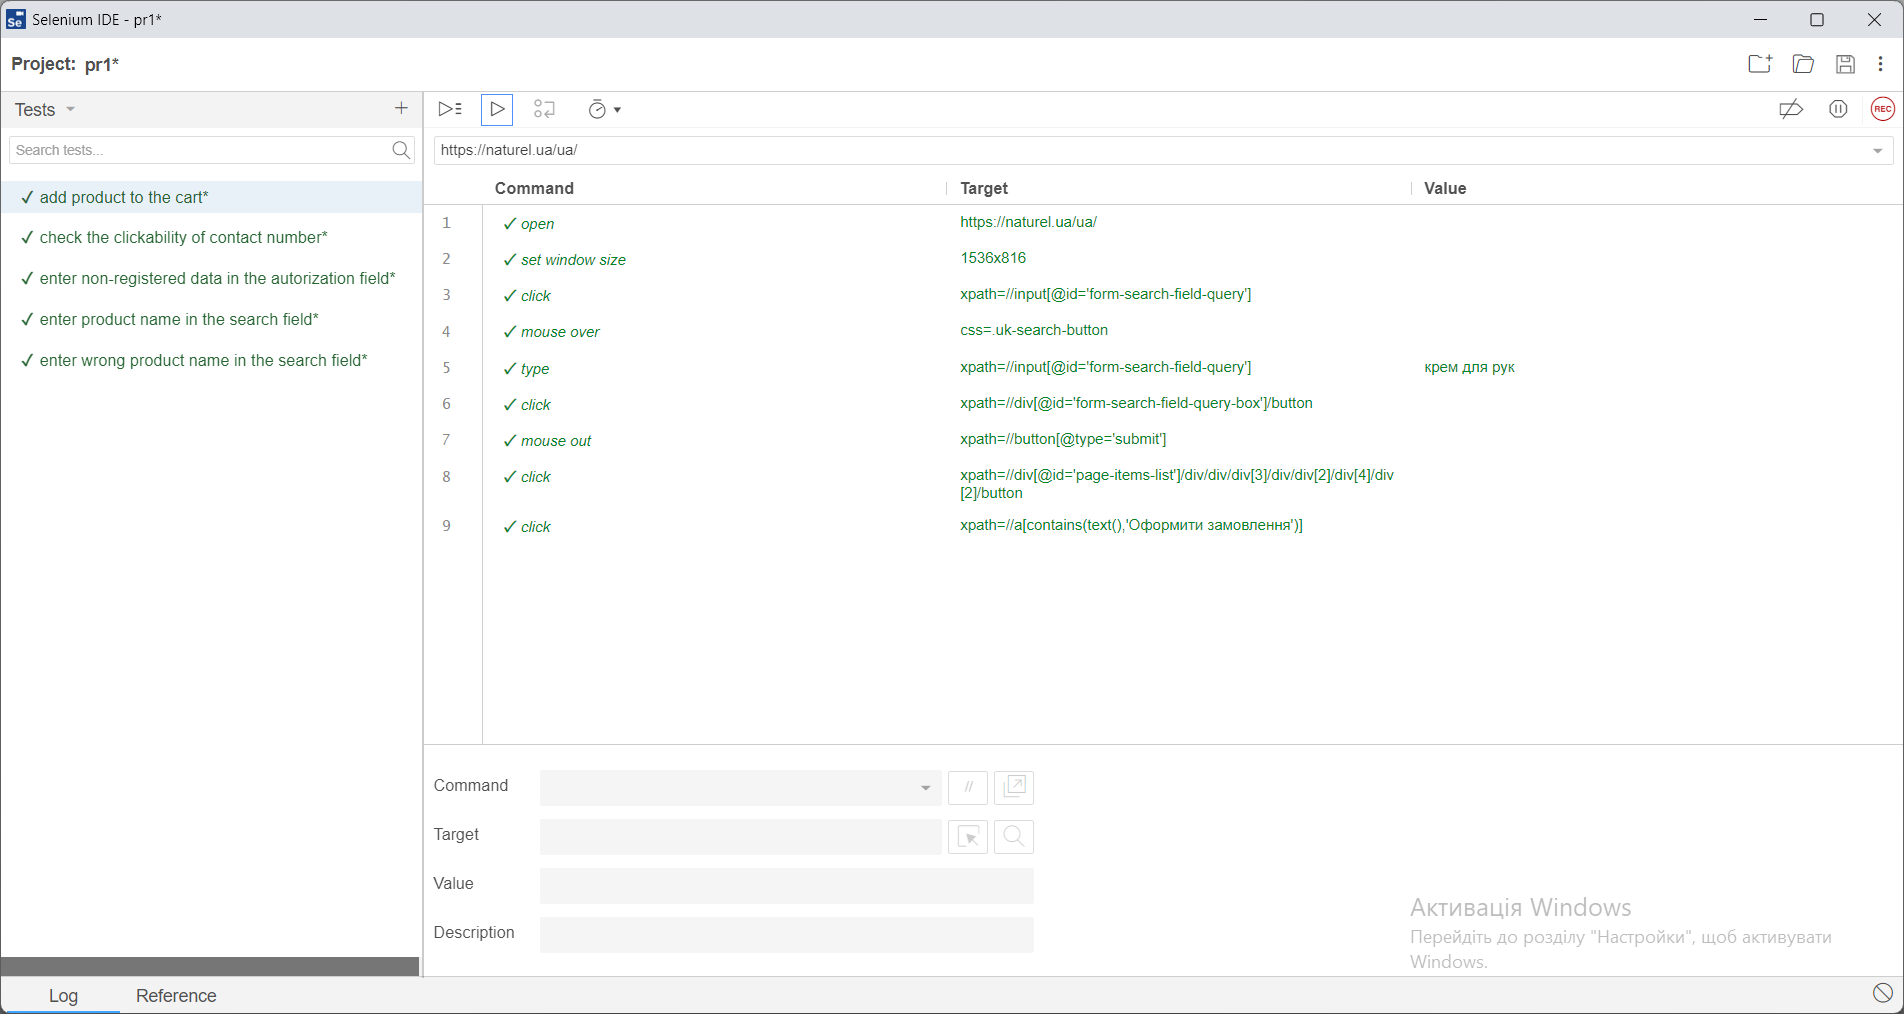 Selenium IDE - pr1*
Project: pr1*
Tests
Search tests...
✓ add product to the cart*
✓ check the clickability of contact number*
✓ enter non-registered data in the autorization field*
✓ enter product name in the search field*
✓ enter wrong product name in the search field*
REC
https://naturel.ua/ua/
Command Target Value
1 ✓ open https://naturel.ua/ua/
2 ✓ set window size 1536x816
3 ✓ click xpath=//input[@id='form-search-field-query']
4 ✓ mouse over css=.uk-search-button
5 ✓ type xpath=//input[@id='form-search-field-query'] крем для рук
6 ✓ click xpath=//div[@id='form-search-field-query-box']/button
7 ✓ mouse out xpath=//button[@type='submit']
8 ✓ click xpath=//div[@id='page-items-list']/div/div/div[3]/div/div[2]/div[4]/div
[2]/button
9 ✓ click xpath=//a[contains(text(),'Оформити замовлення')]
Command //
Target
Value
Description
Активація Windows
Перейдіть до розділу "Настройки", щоб активувати
Windows.
Log Reference